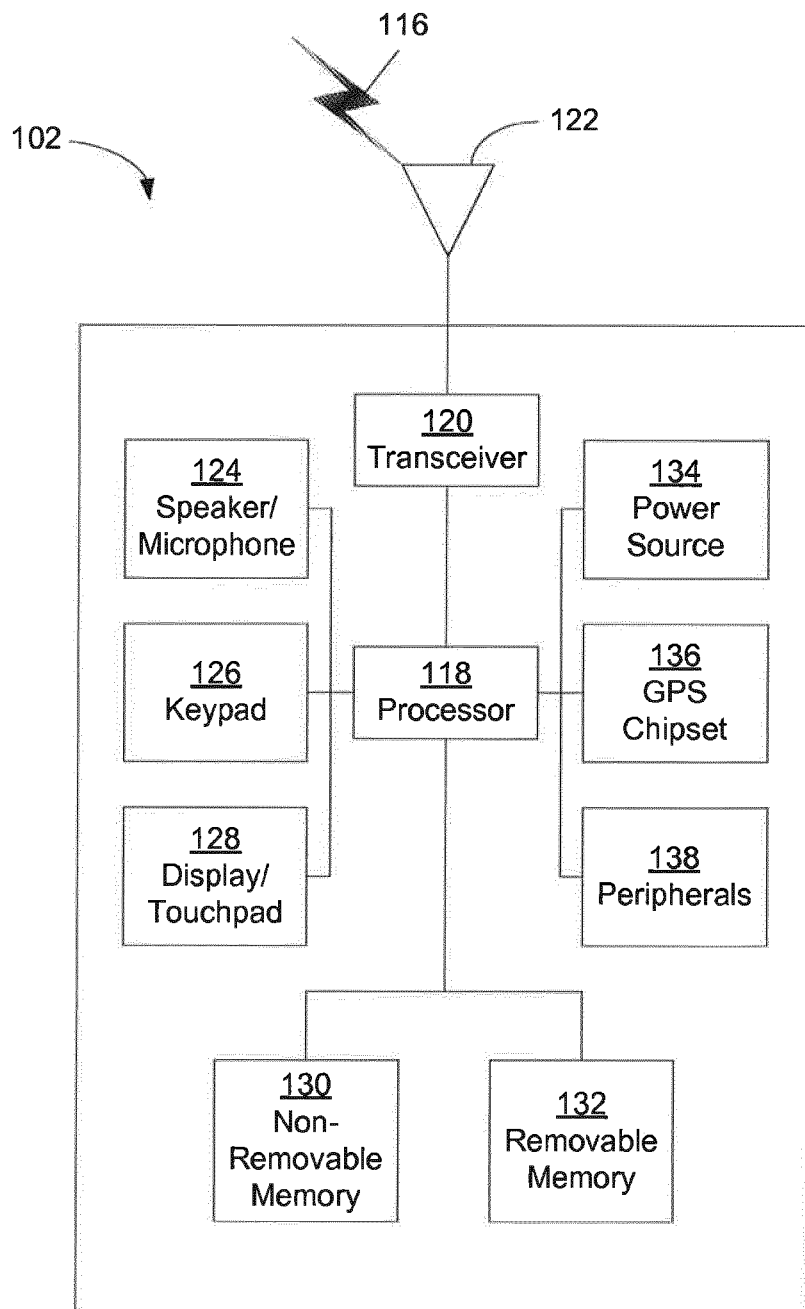 116
102
122
120
Transceiver
124
Speaker/
Microphone
134
Power
Source
126
Keypad
118
Processor
136
GPS
Chipset
128
Display/
Touchpad
138
Peripherals
130
Non-
Removable
Memory
132
Removable
Memory